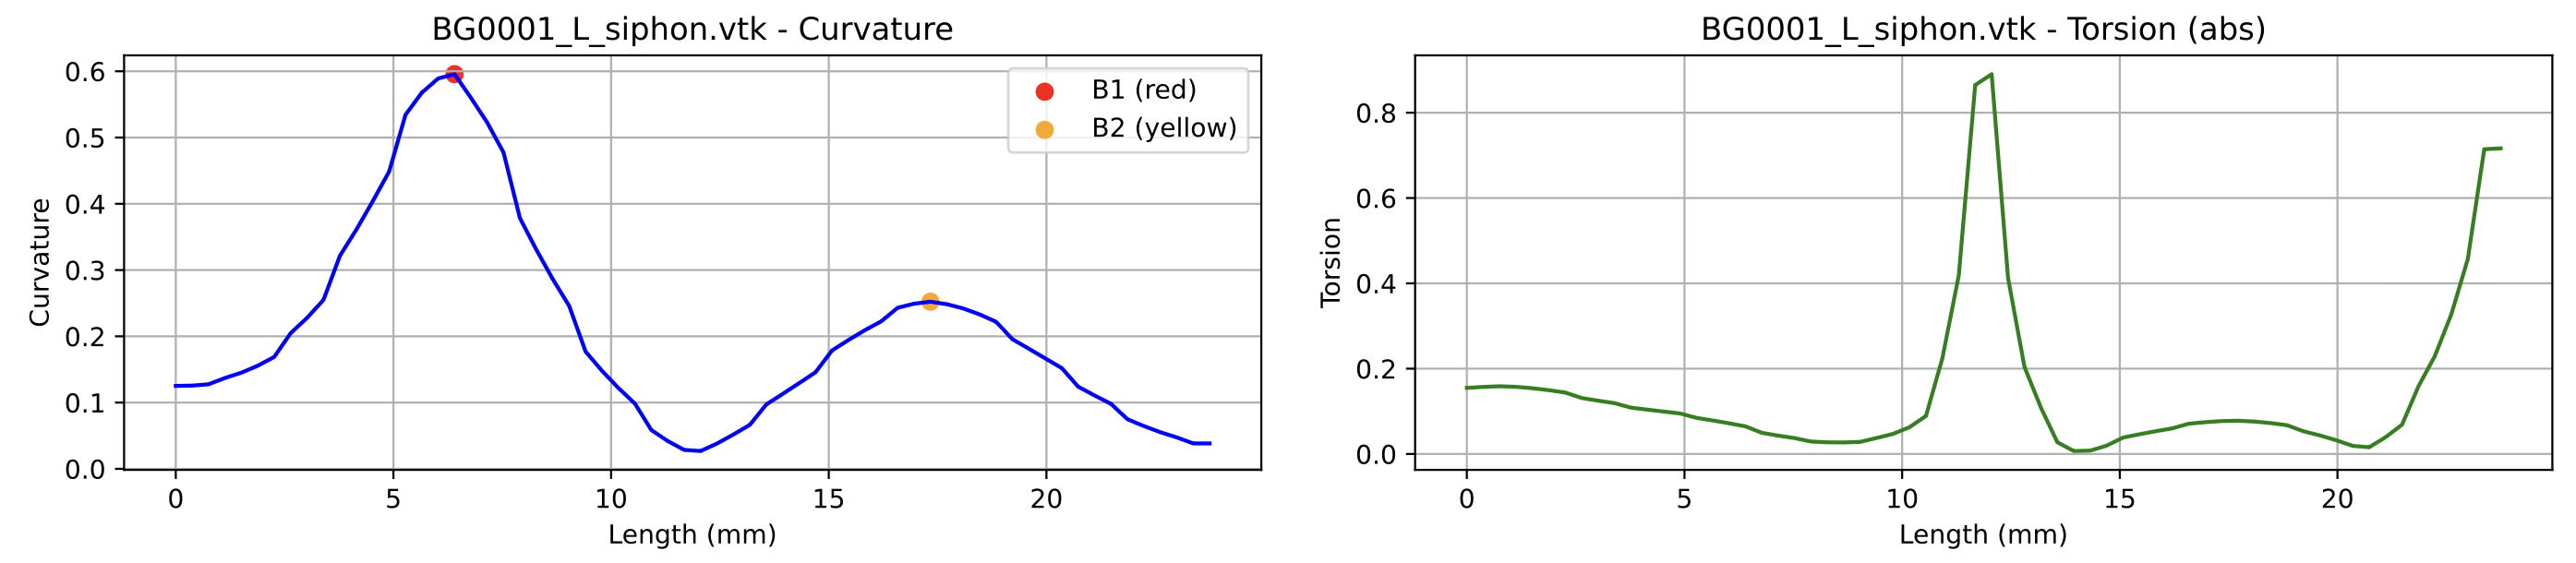 BG0001_L_siphon.vtk - Curvature
0.6
0.5
0.4
0.3
0.2
0.1
0.0
Curvature
B1 (red)
B2 (yellow)
0 5 10 15 20
Length (mm)
BG0001_L_siphon.vtk - Torsion (abs)
0.8
0.6
0.4
0.2
0.0
Torsion
0 5 10 15 20
Length (mm)